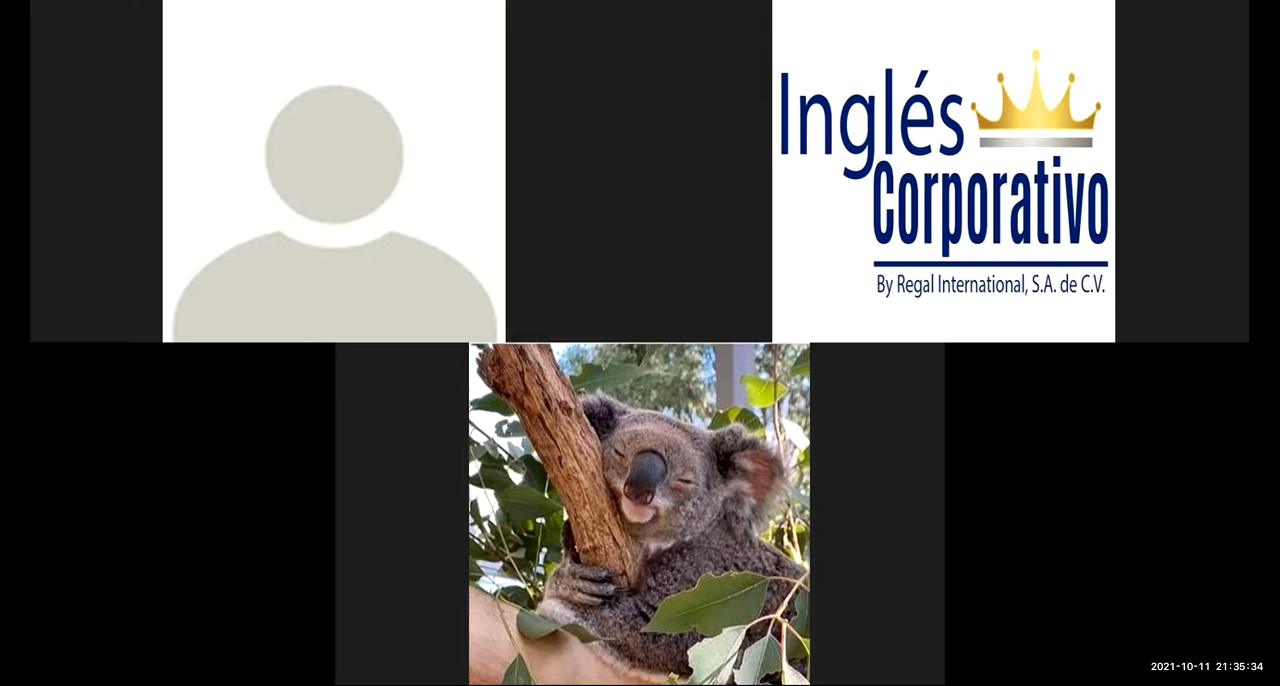 Inglés
Corporativo
By Regal International, S.A. de C.V.
2021-10-11 21:35:34